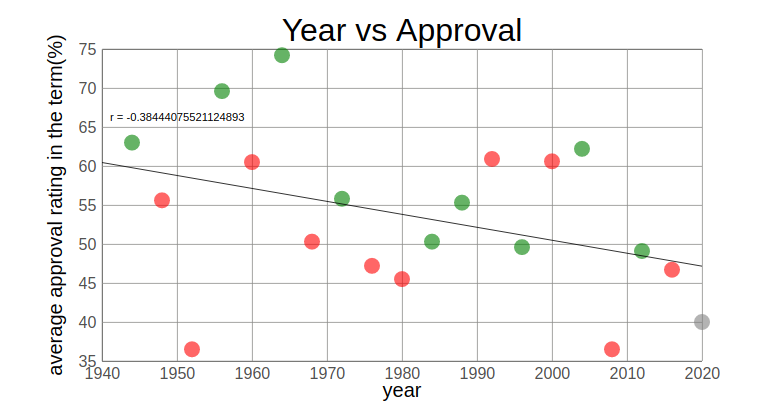 Year vs Approval
average approval rating in the term(%)
75
70
r = -0.38444075521124893
65
60
55
50
45
40
35
1940 1950 1960 1970 1980 1990 2000 2010 2020
year